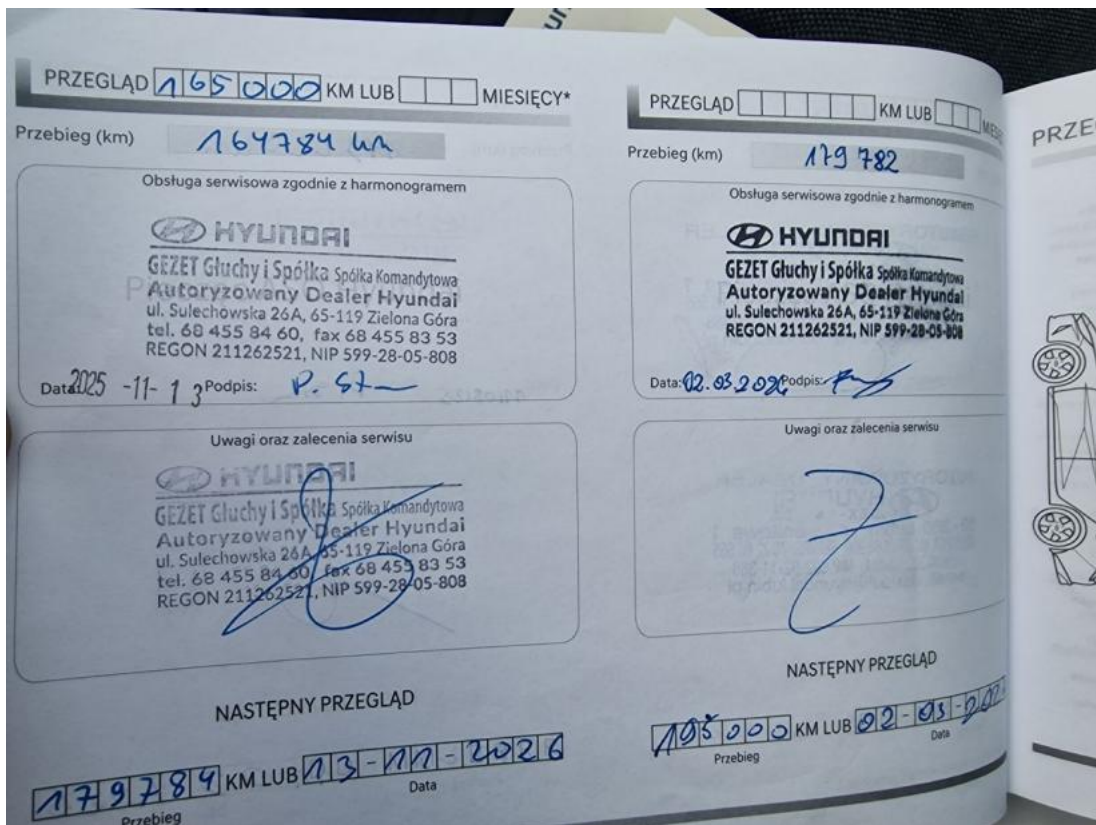 PRZEGLĄD 165000 KM LUB MIESIĘCY*
Przebieg (km) 164784 km
Obsługa serwisowa zgodnie z harmonogramem
HYUNDAI
GEZET Głuchy i Spółka Spółka Komandytowa
Autoryzowany Dealer Hyundai
ul. Sulechowska 26A, 65-119 Zielona Góra
tel. 68 455 84 60, fax 68 455 83 53
REGON 211262521, NIP 599-28-05-808
Data: 2025 -11- 13 Podpis: P. St
Uwagi oraz zalecenia serwisu
HYUNDAI
GEZET Głuchy i Spółka Spółka Komandytowa
Autoryzowany Dealer Hyundai
ul. Sulechowska 26A, 65-119 Zielona Góra
tel. 68 455 84 60, fax 68 455 83 53
REGON 211262521, NIP 599-28-05-808
NASTĘPNY PRZEGLĄD
179784 KM LUB 13-11-2026
Przebieg Data
PRZEGLĄD KM LUB
Przebieg (km) 179 782
Obsługa serwisowa zgodnie z harmonogramem
HYUNDAI
GEZET Głuchy i Spółka Spółka Komandytowa
Autoryzowany Dealer Hyundai
ul. Sulechowska 26A, 65-119 Zielona Góra
REGON 211262521, NIP 599-28-05-808
Data: 02.03.2026 Podpis:
Uwagi oraz zalecenia serwisu
NASTĘPNY PRZEGLĄD
195000 KM LUB 02-03-202
Przebieg Data
PRZE